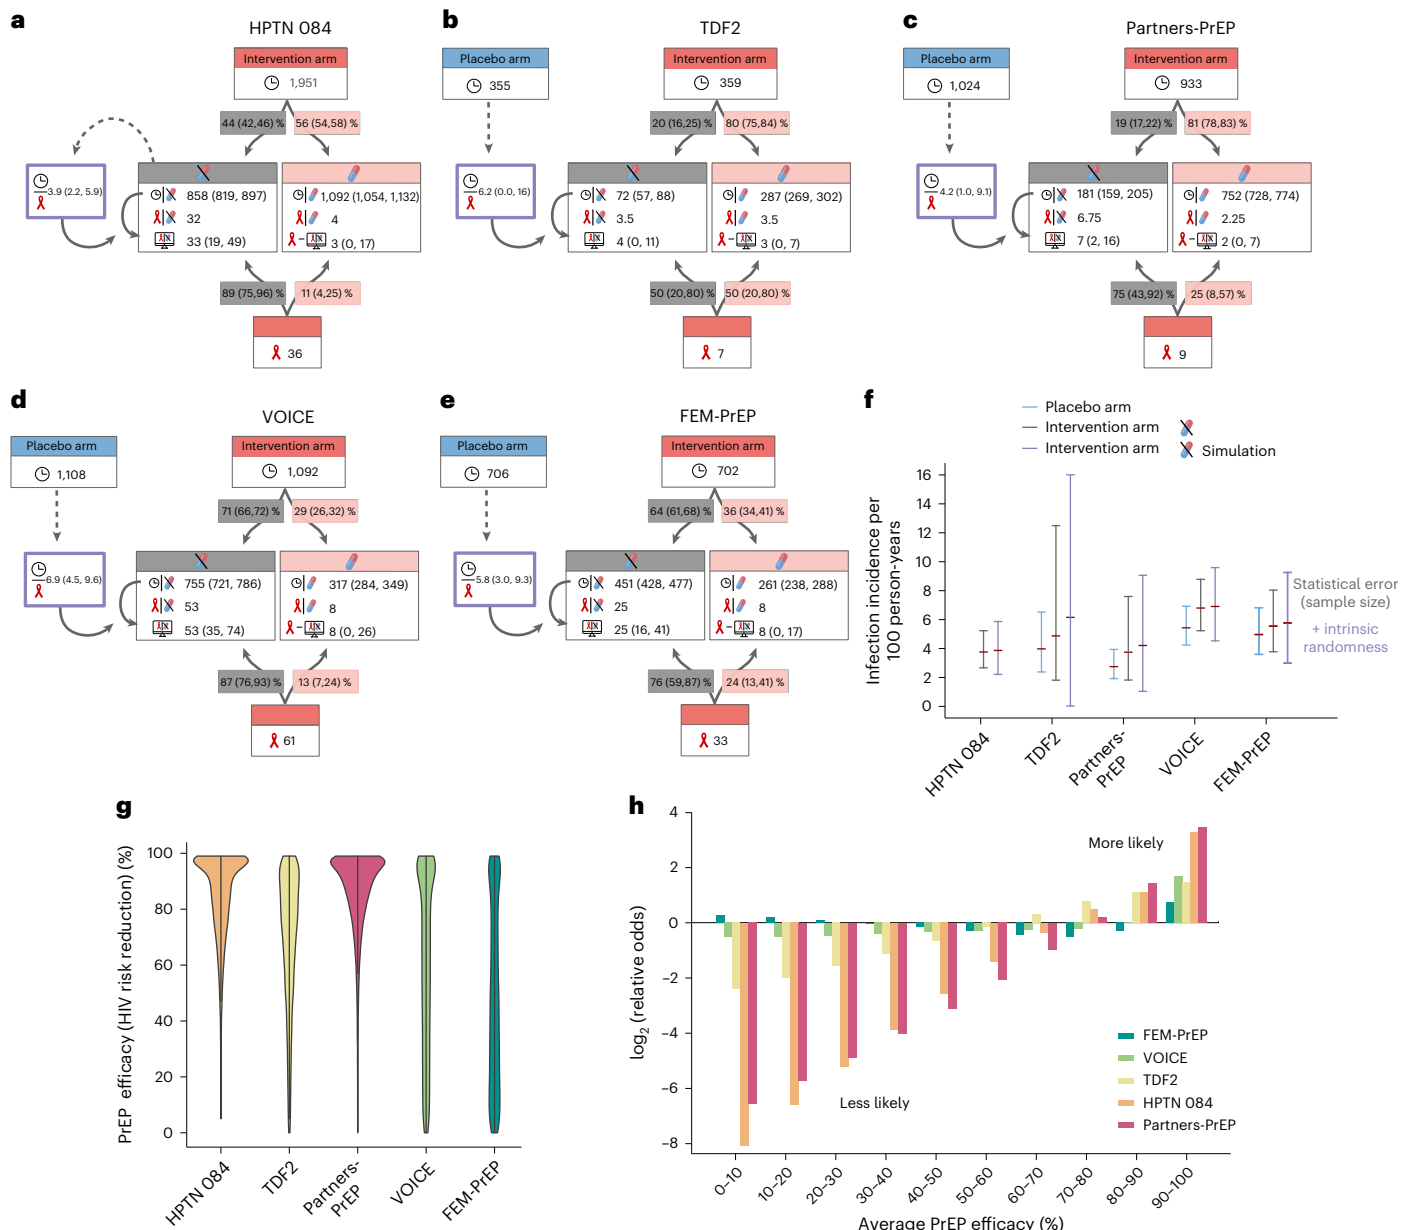 a
HPTN 084
Intervention arm
1,951
44 (42,46) %
56 (54,58) %
3.9 (2.2, 5.9)
858 (819, 897)
32
33 (19, 49)
1,092 (1,054, 1,132)
4
3 (0, 17)
89 (75,96) %
11 (4,25) %
36
b
TDF2
Placebo arm
355
Intervention arm
359
20 (16,25) %
80 (75,84) %
6.2 (0.0, 16)
72 (57, 88)
3.5
4 (0, 11)
287 (269, 302)
3.5
3 (0, 7)
50 (20,80) %
50 (20,80) %
7
c
Partners-PrEP
Placebo arm
1,024
Intervention arm
933
19 (17,22) %
81 (78,83) %
4.2 (1.0, 9.1)
181 (159, 205)
6.75
7 (2, 16)
752 (728, 774)
2.25
2 (0, 7)
75 (43,92) %
25 (8,57) %
9
d
VOICE
Placebo arm
1,108
Intervention arm
1,092
71 (66,72) %
29 (26,32) %
6.9 (4.5, 9.6)
755 (721, 786)
53
53 (35, 74)
317 (284, 349)
8
8 (0, 26)
87 (76,93) %
13 (7,24) %
61
e
FEM-PrEP
Placebo arm
706
Intervention arm
702
64 (61,68) %
36 (34,41) %
5.8 (3.0, 9.3)
451 (428, 477)
25
25 (16, 41)
261 (238, 288)
8
8 (0, 17)
76 (59,87) %
24 (13,41) %
33
f
Placebo arm
Intervention arm
Intervention arm
Simulation
Infection incidence per
100 person-years
16
14
12
10
8
6
4
2
0
Statistical error
(sample size)
+ intrinsic
randomness
HPTN 084
TDF2
Partners-
PrEP
VOICE
FEM-PrEP
g
PrEP efficacy (HIV risk reduction) (%)
100
80
60
40
20
0
HPTN 084
TDF2
Partners-
PrEP
VOICE
FEM-PrEP
h
log2 (relative odds)
4
2
0
–2
–4
–6
–8
More likely
Less likely
FEM-PrEP
VOICE
TDF2
HPTN 084
Partners-PrEP
0–10
10–20
20–30
30–40
40–50
50–60
60–70
70–80
80–90
90–100
Average PrEP efficacy (%)